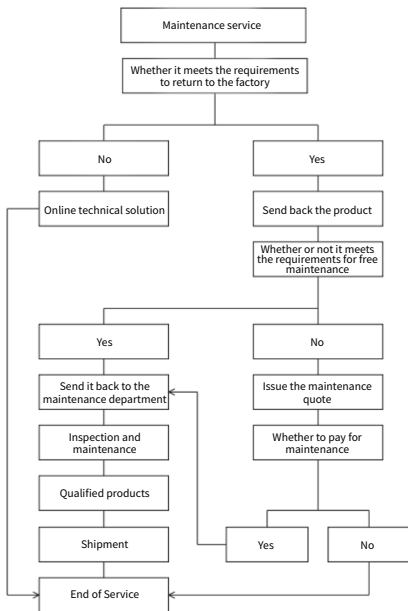 Maintenance service
Whether it meets the requirements
to return to the factory
No
Yes
Online technical solution
Send back the product
Whether or not it meets
the requirements for free
maintenance
Yes
No
Send it back to the
maintenance department
Issue the maintenance
quote
Inspection and
maintenance
Whether to pay for
maintenance
Qualified products
Shipment
Yes
No
End of Service